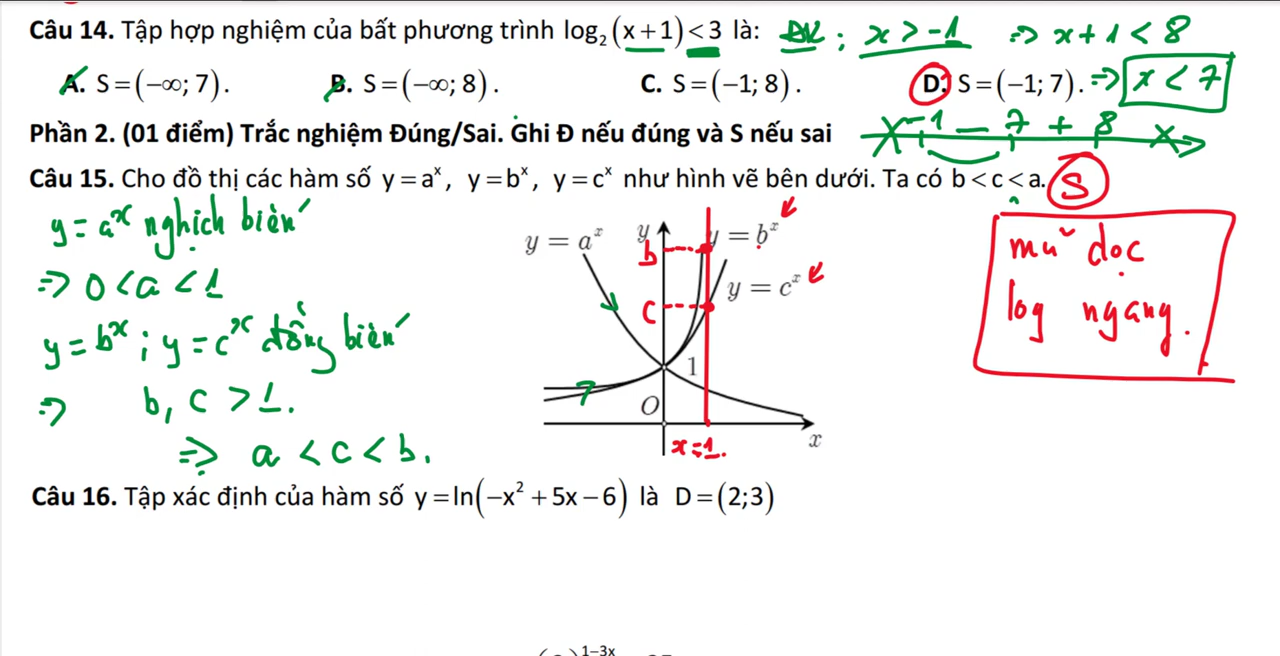 Câu 14. Tập hợp nghiệm của bất phương trình log₂(x+1)<3 là: ĐK : x > -1 => x + 1 < 8
A. S=(−∞; 7). B. S=(−∞; 8). C. S=(−1; 8). D. S=(−1; 7). => x < 7
Phần 2. (01 điểm) Trắc nghiệm Đúng/Sai. Ghi Đ nếu đúng và S nếu sai
-1 − 7 + 8
Câu 15. Cho đồ thị các hàm số y=aˣ, y=bˣ, y=cˣ như hình vẽ bên dưới. Ta có b<c<a. S
y = aˣ nghịch biến
=> 0 < a < 1
y = bˣ ; y = cˣ đồng biến
=> b, c > 1.
=> a < c < b.
y = aˣ y y = bˣ
b
y = cˣ
c
1
O
x=1. x
mũ dọc
log ngang.
Câu 16. Tập xác định của hàm số y=ln(−x²+5x−6) là D=(2;3)
1−3x